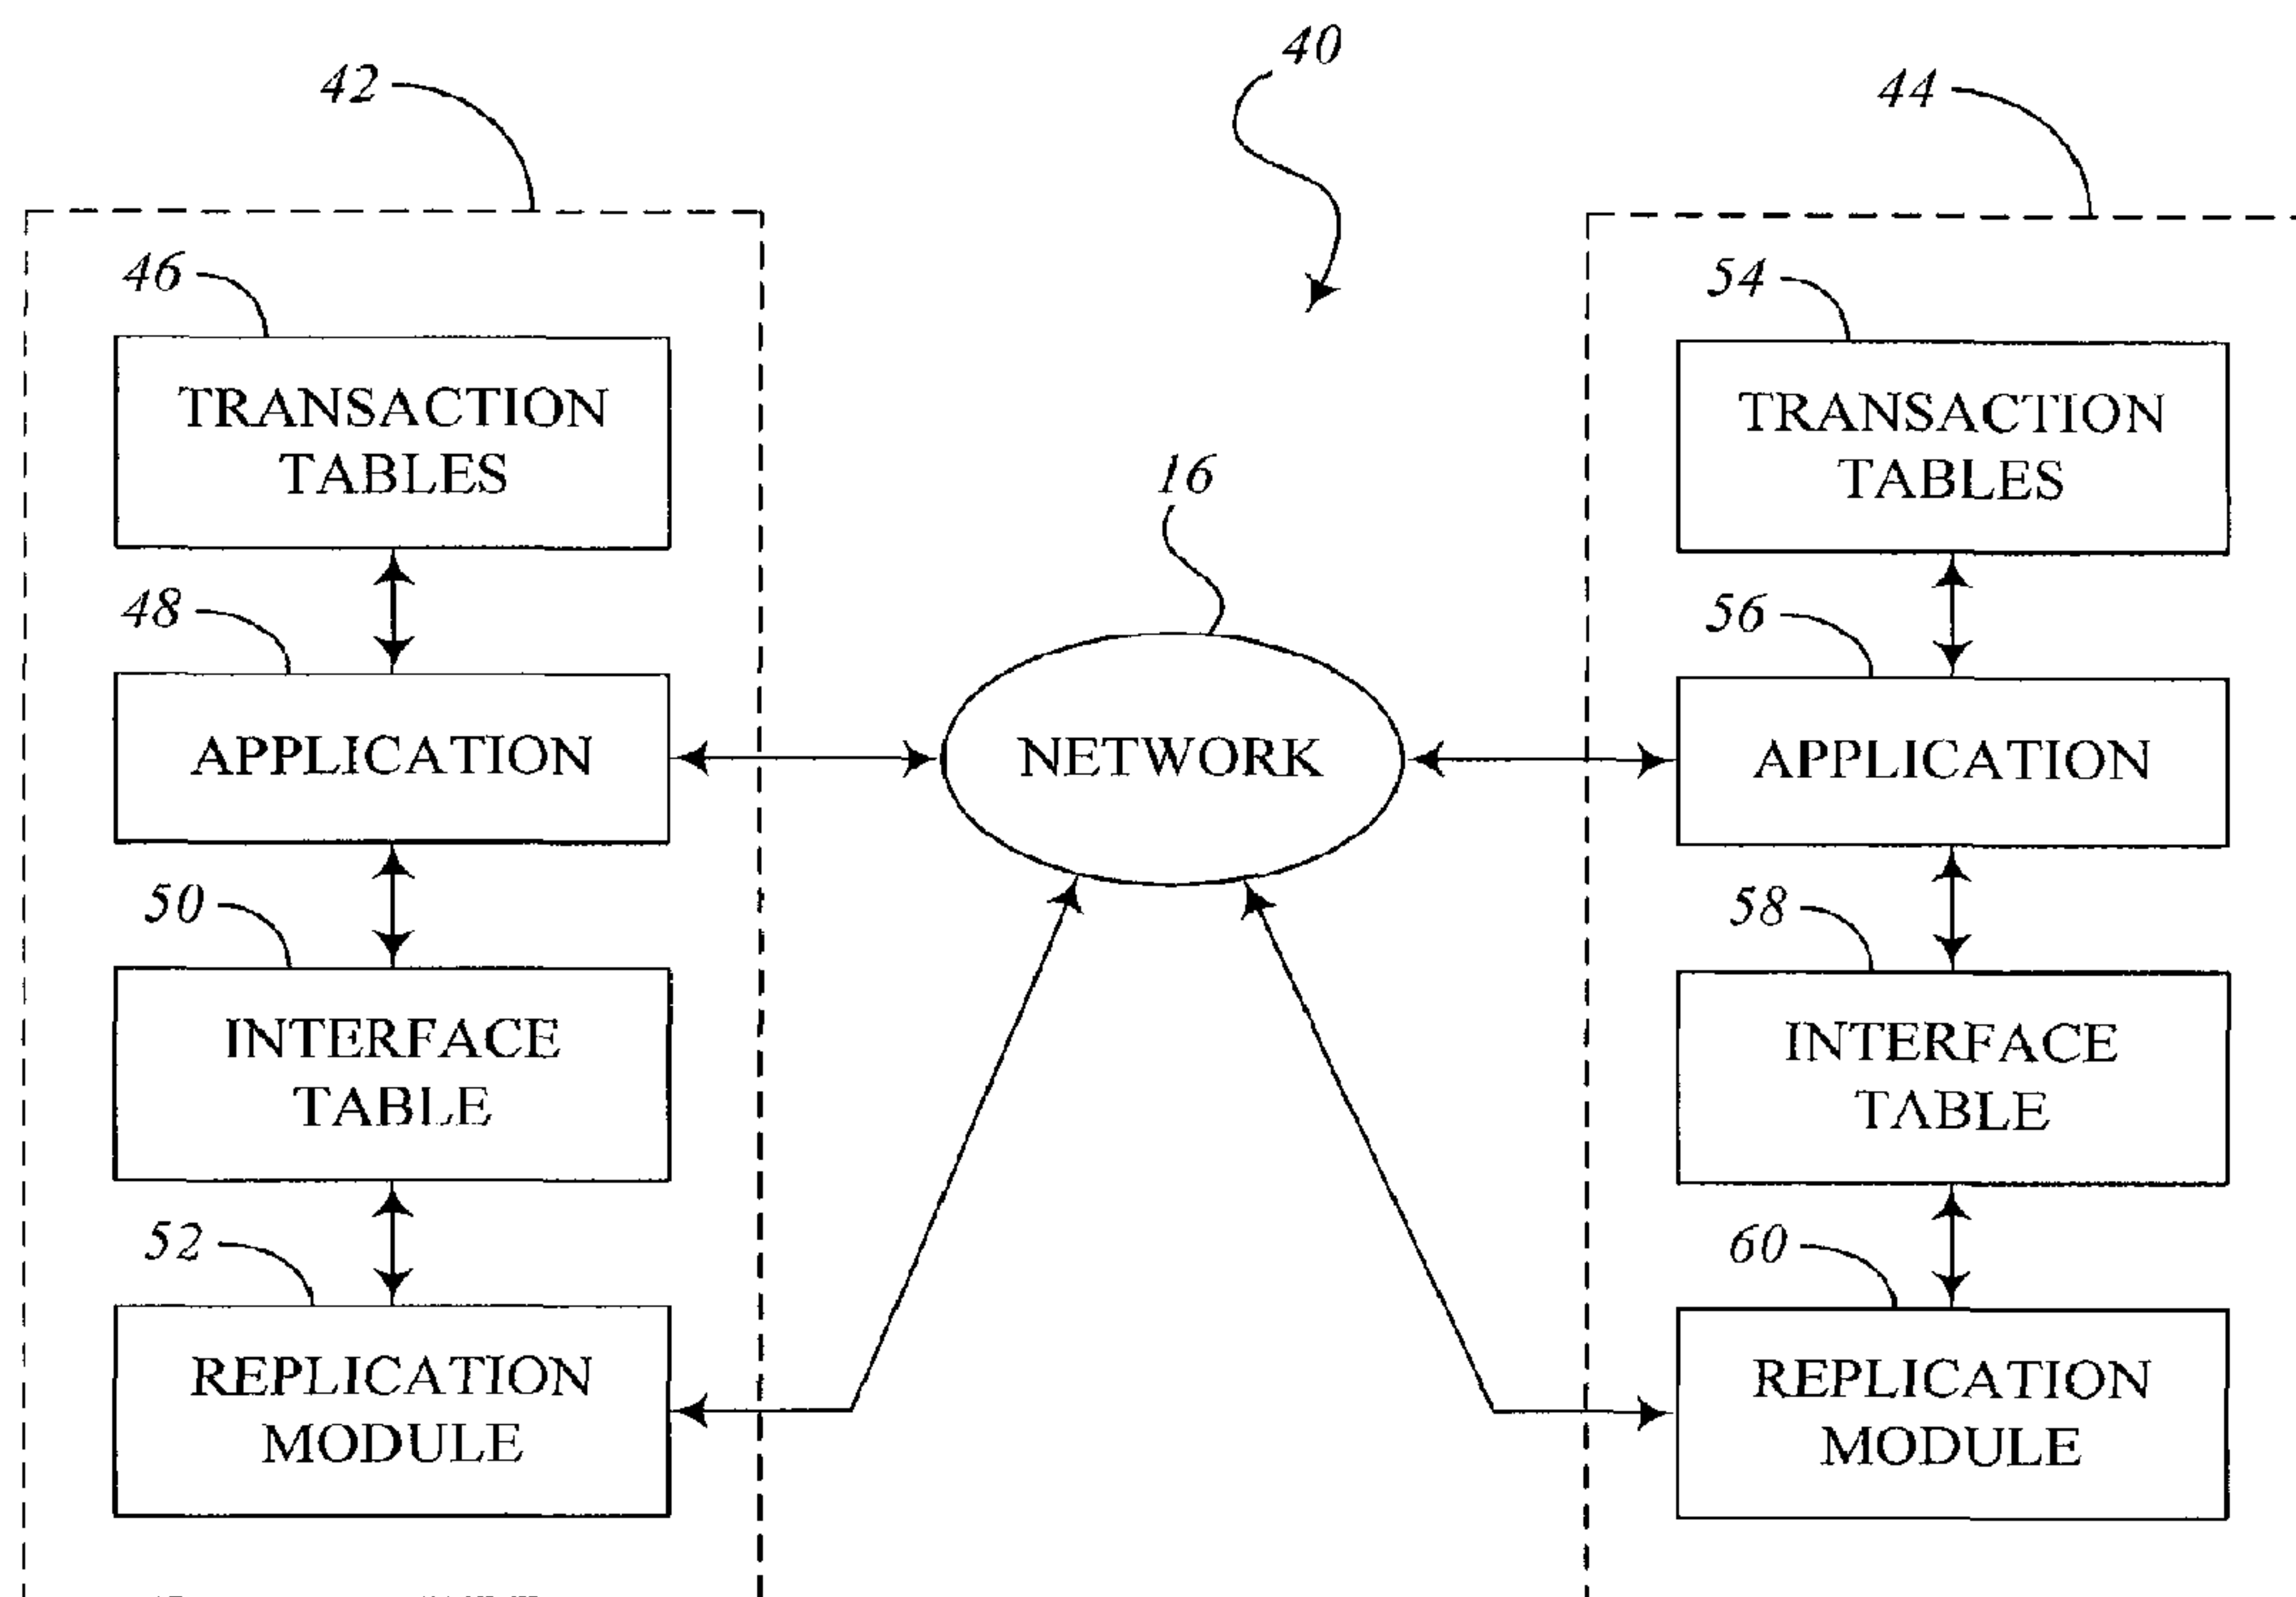 40
42
44
46
TRANSACTION
TABLES
48
APPLICATION
50
INTERFACE
TABLE
52
REPLICATION
MODULE
16
NETWORK
54
TRANSACTION
TABLES
56
APPLICATION
58
INTERFACE
TABLE
60
REPLICATION
MODULE